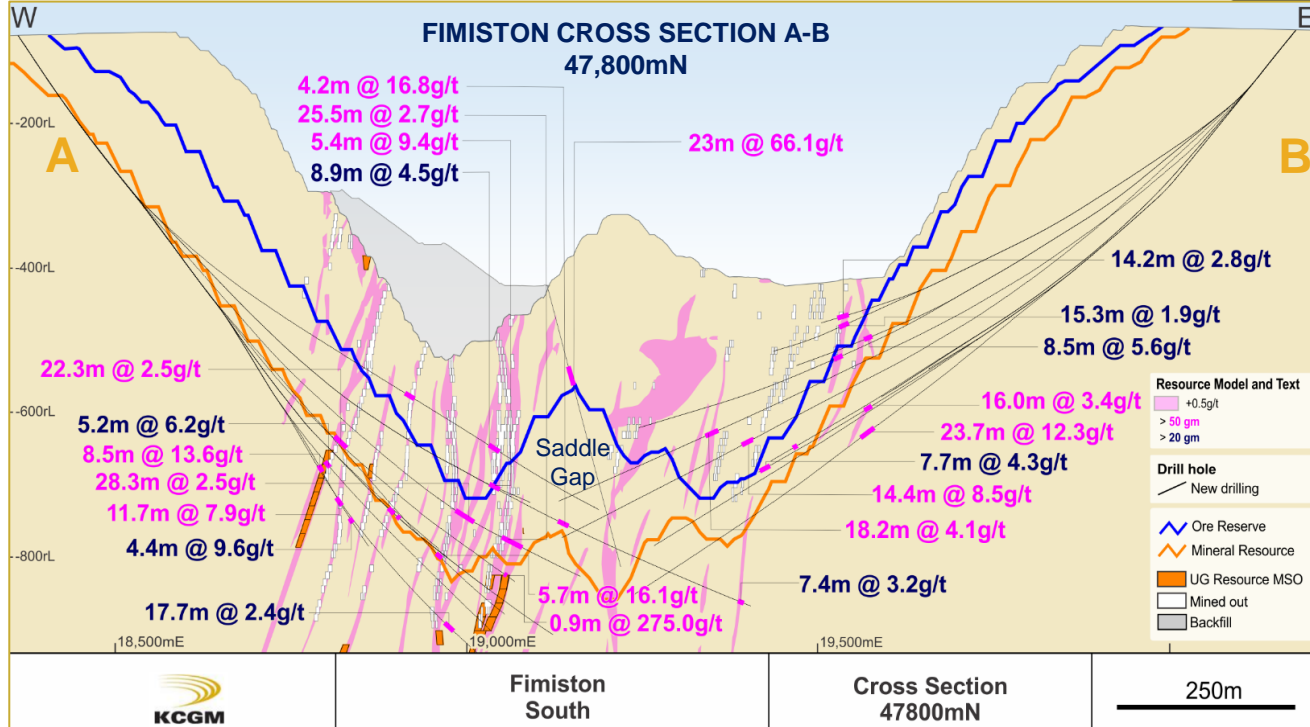 W
E
FIMISTON CROSS SECTION A-B
47,800mN
4.2m @ 16.8g/t
25.5m @ 2.7g/t
5.4m @ 9.4g/t
8.9m @ 4.5g/t
23m @ 66.1g/t
--200rL
A
B
--400rL
14.2m @ 2.8g/t
15.3m @ 1.9g/t
8.5m @ 5.6g/t
22.3m @ 2.5g/t
--600rL
5.2m @ 6.2g/t
8.5m @ 13.6g/t
28.3m @ 2.5g/t
11.7m @ 7.9g/t
4.4m @ 9.6g/t
17.7m @ 2.4g/t
Saddle
Gap
16.0m @ 3.4g/t
23.7m @ 12.3g/t
7.7m @ 4.3g/t
14.4m @ 8.5g/t
18.2m @ 4.1g/t
7.4m @ 3.2g/t
5.7m @ 16.1g/t
0.9m @ 275.0g/t
--800rL
18,500mE
19,000mE
19,500mE
Resource Model and Text
+0.5g/t
> 50 gm
> 20 gm
Drill hole
New drilling
Ore Reserve
Mineral Resource
UG Resource MSO
Mined out
Backfill
KCGM
Fimiston
South
Cross Section
47800mN
250m